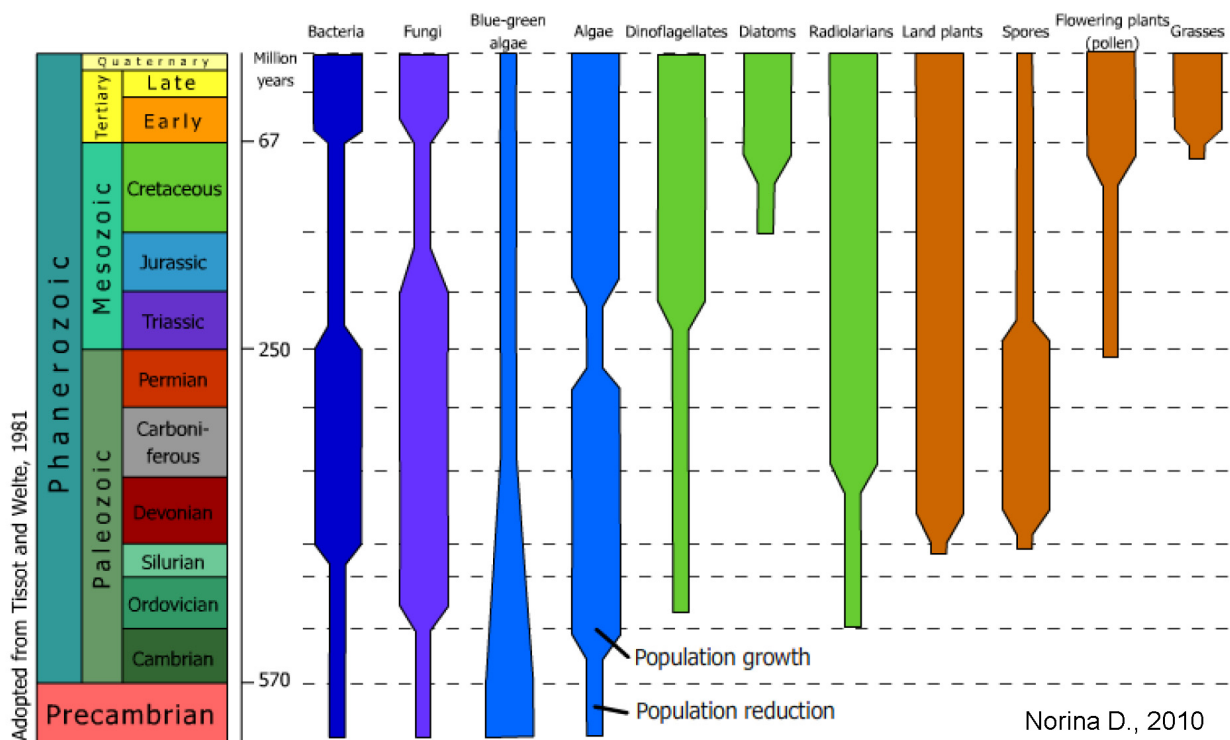 Bacteria
Fungi
Blue-green
algae
Algae
Dinoflagellates
Diatoms
Radiolarians
Land plants
Spores
Flowering plants
(pollen)
Grasses
Million
years
67
250
570
Quaternary
Tertiary
Late
Early
Mesozoic
Cretaceous
Jurassic
Triassic
Phanerozoic
Paleozoic
Permian
Carboni-
ferous
Devonian
Silurian
Ordovician
Cambrian
Precambrian
Population growth
Population reduction
Adopted from Tissot and Welte, 1981
Norina D., 2010